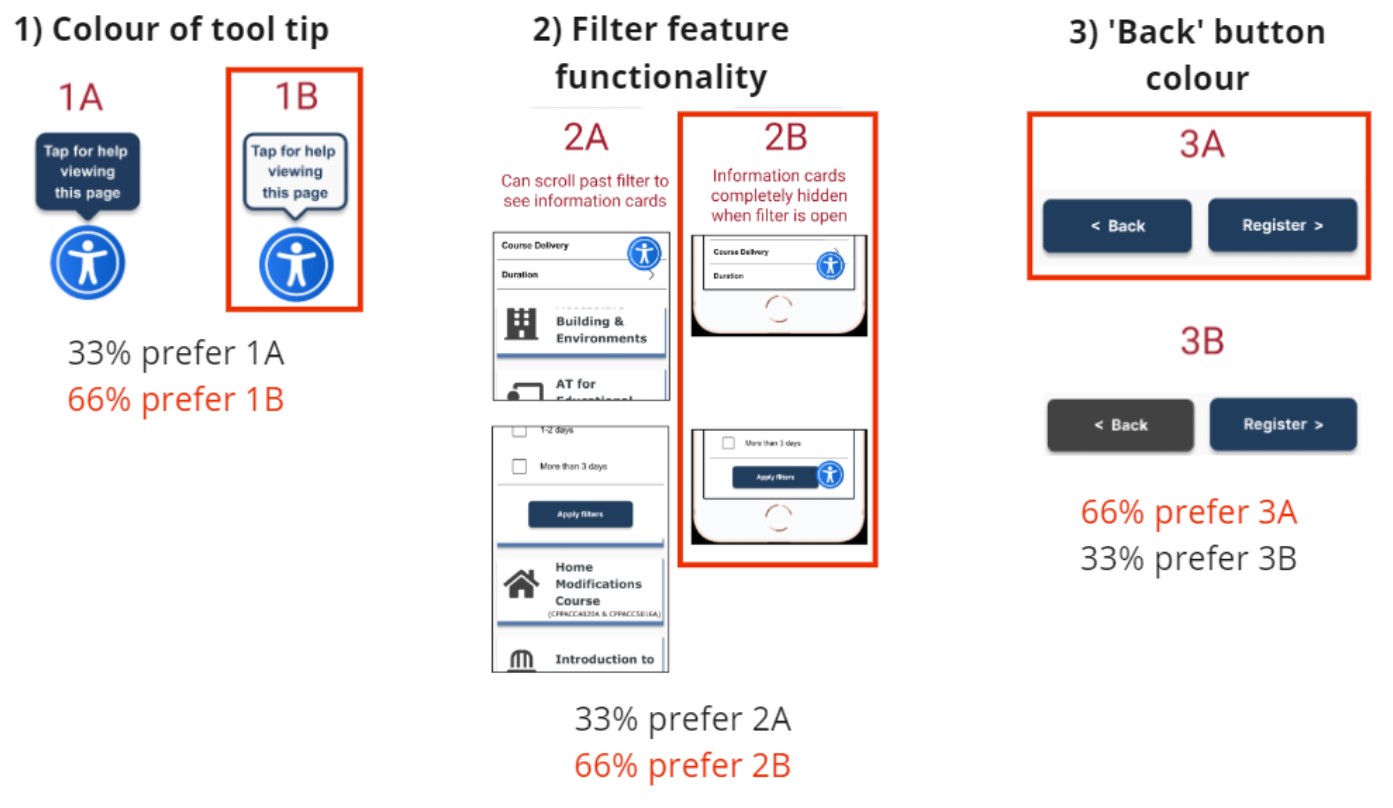 1) Colour of tool tip
1A
Tap for help
viewing
this page
1B
Tap for help
viewing
this page
33% prefer 1A
66% prefer 1B
2) Filter feature
functionality
2A
Can scroll past filter to
see information cards
Course Delivery
Duration
Building &
Environments
AT for
1-2 days
More than 3 days
Apply filters
Home
Modifications
Course
(CPPACC4020A & CPPACC5016A)
Introduction to
2B
Information cards
completely hidden
when filter is open
Course Delivery
Duration
More than 3 days
Apply filters
33% prefer 2A
66% prefer 2B
3) 'Back' button
colour
3A
< Back
Register >
3B
< Back
Register >
66% prefer 3A
33% prefer 3B